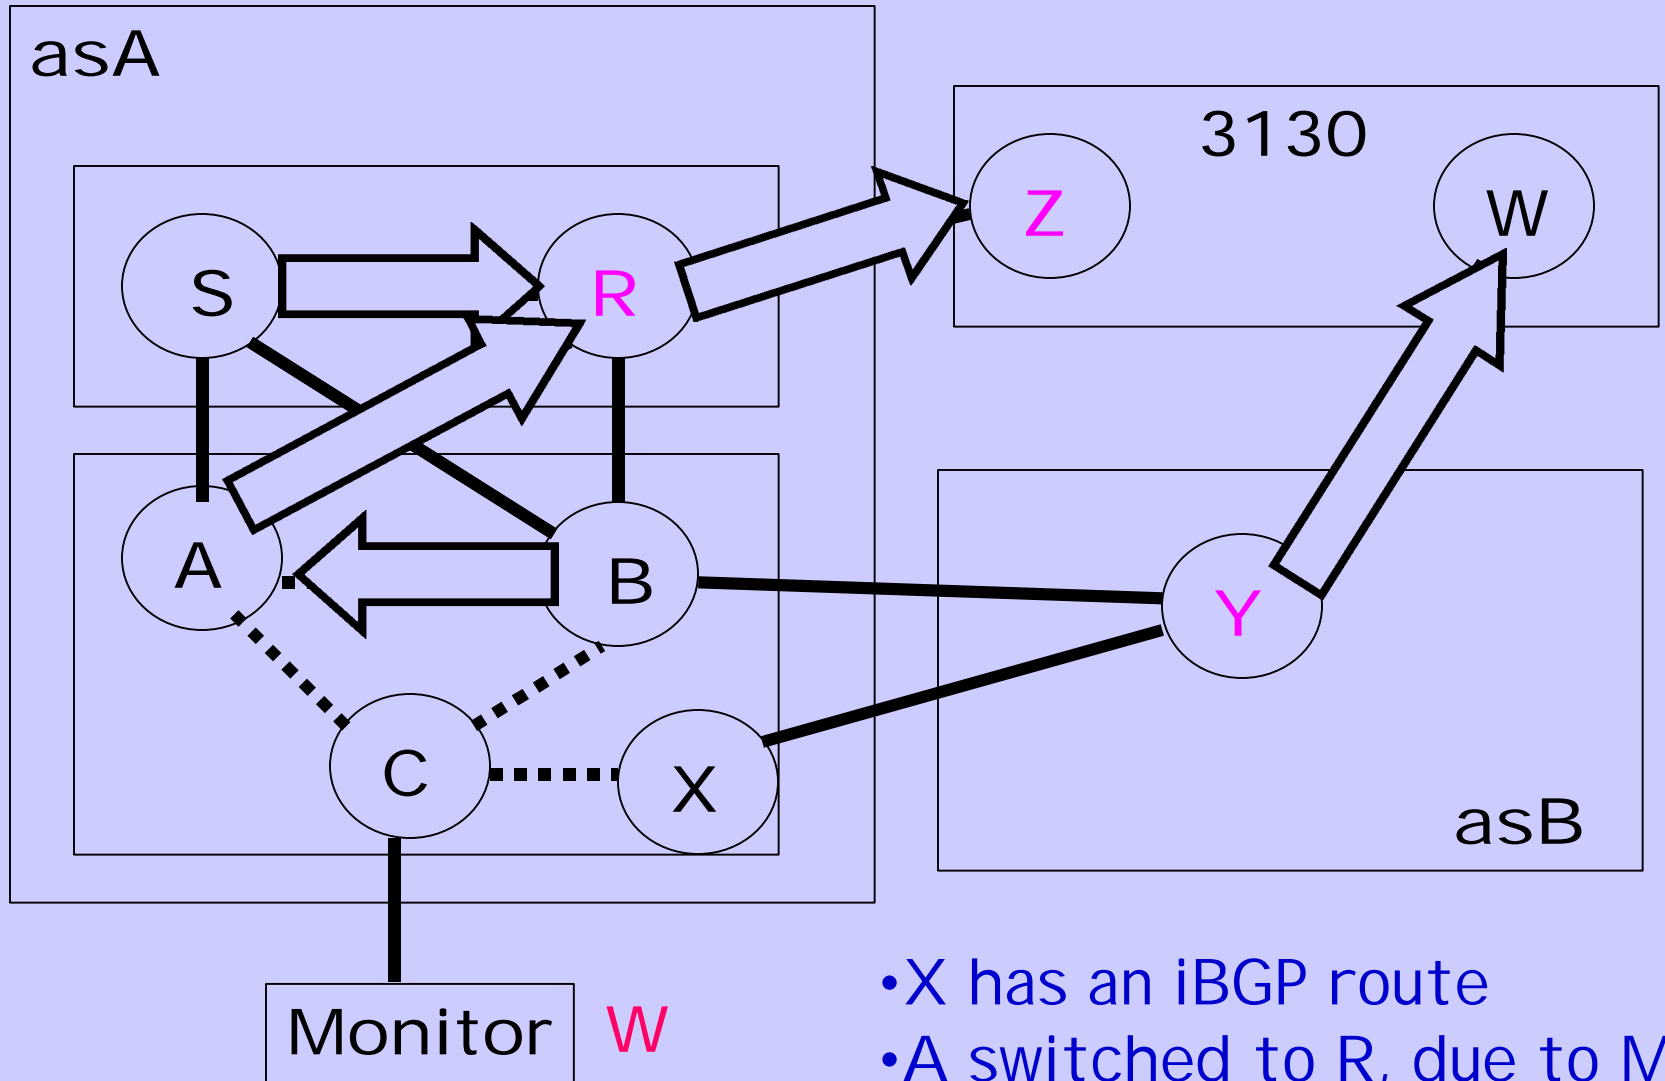 asA
3130
Z
W
S
R
A
B
Y
C
X
asB
•X has an iBGP route
Monitor W
•A switched to R, due to